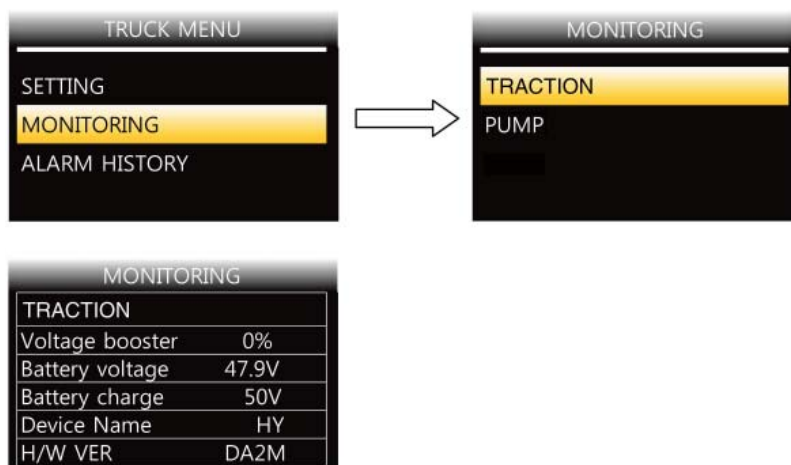 TRUCK MENU
SETTING
MONITORING
ALARM HISTORY
MONITORING
TRACTION
PUMP
MONITORING
TRACTION
Voltage booster 0%
Battery voltage 47.9V
Battery charge 50V
Device Name HY
H/W VER DA2M